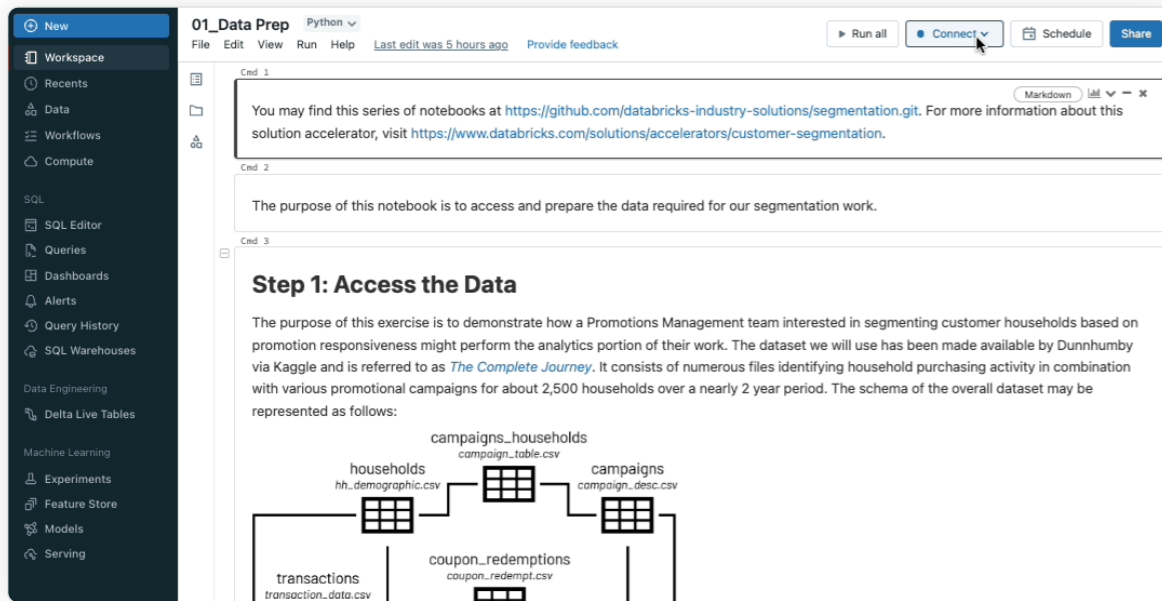 New
Workspace
Recents
Data
Workflows
Compute
SQL
SQL Editor
Queries
Dashboards
Alerts
Query History
SQL Warehouses
Data Engineering
Delta Live Tables
Machine Learning
Experiments
Feature Store
Models
Serving
01_Data Prep Python
File Edit View Run Help Last edit was 5 hours ago Provide feedback
Run all Connect Schedule Share
Cmd 1
Markdown
You may find this series of notebooks at https://github.com/databricks-industry-solutions/segmentation.git. For more information about this
solution accelerator, visit https://www.databricks.com/solutions/accelerators/customer-segmentation.
Cmd 2
The purpose of this notebook is to access and prepare the data required for our segmentation work.
Cmd 3
Step 1: Access the Data
The purpose of this exercise is to demonstrate how a Promotions Management team interested in segmenting customer households based on
promotion responsiveness might perform the analytics portion of their work. The dataset we will use has been made available by Dunnhumby
via Kaggle and is referred to as The Complete Journey. It consists of numerous files identifying household purchasing activity in combination
with various promotional campaigns for about 2,500 households over a nearly 2 year period. The schema of the overall dataset may be
represented as follows:
campaigns_households
campaign_table.csv
households
hh_demographic.csv
campaigns
campaign_desc.csv
coupon_redemptions
coupon_redempt.csv
transactions
transaction_data.csv